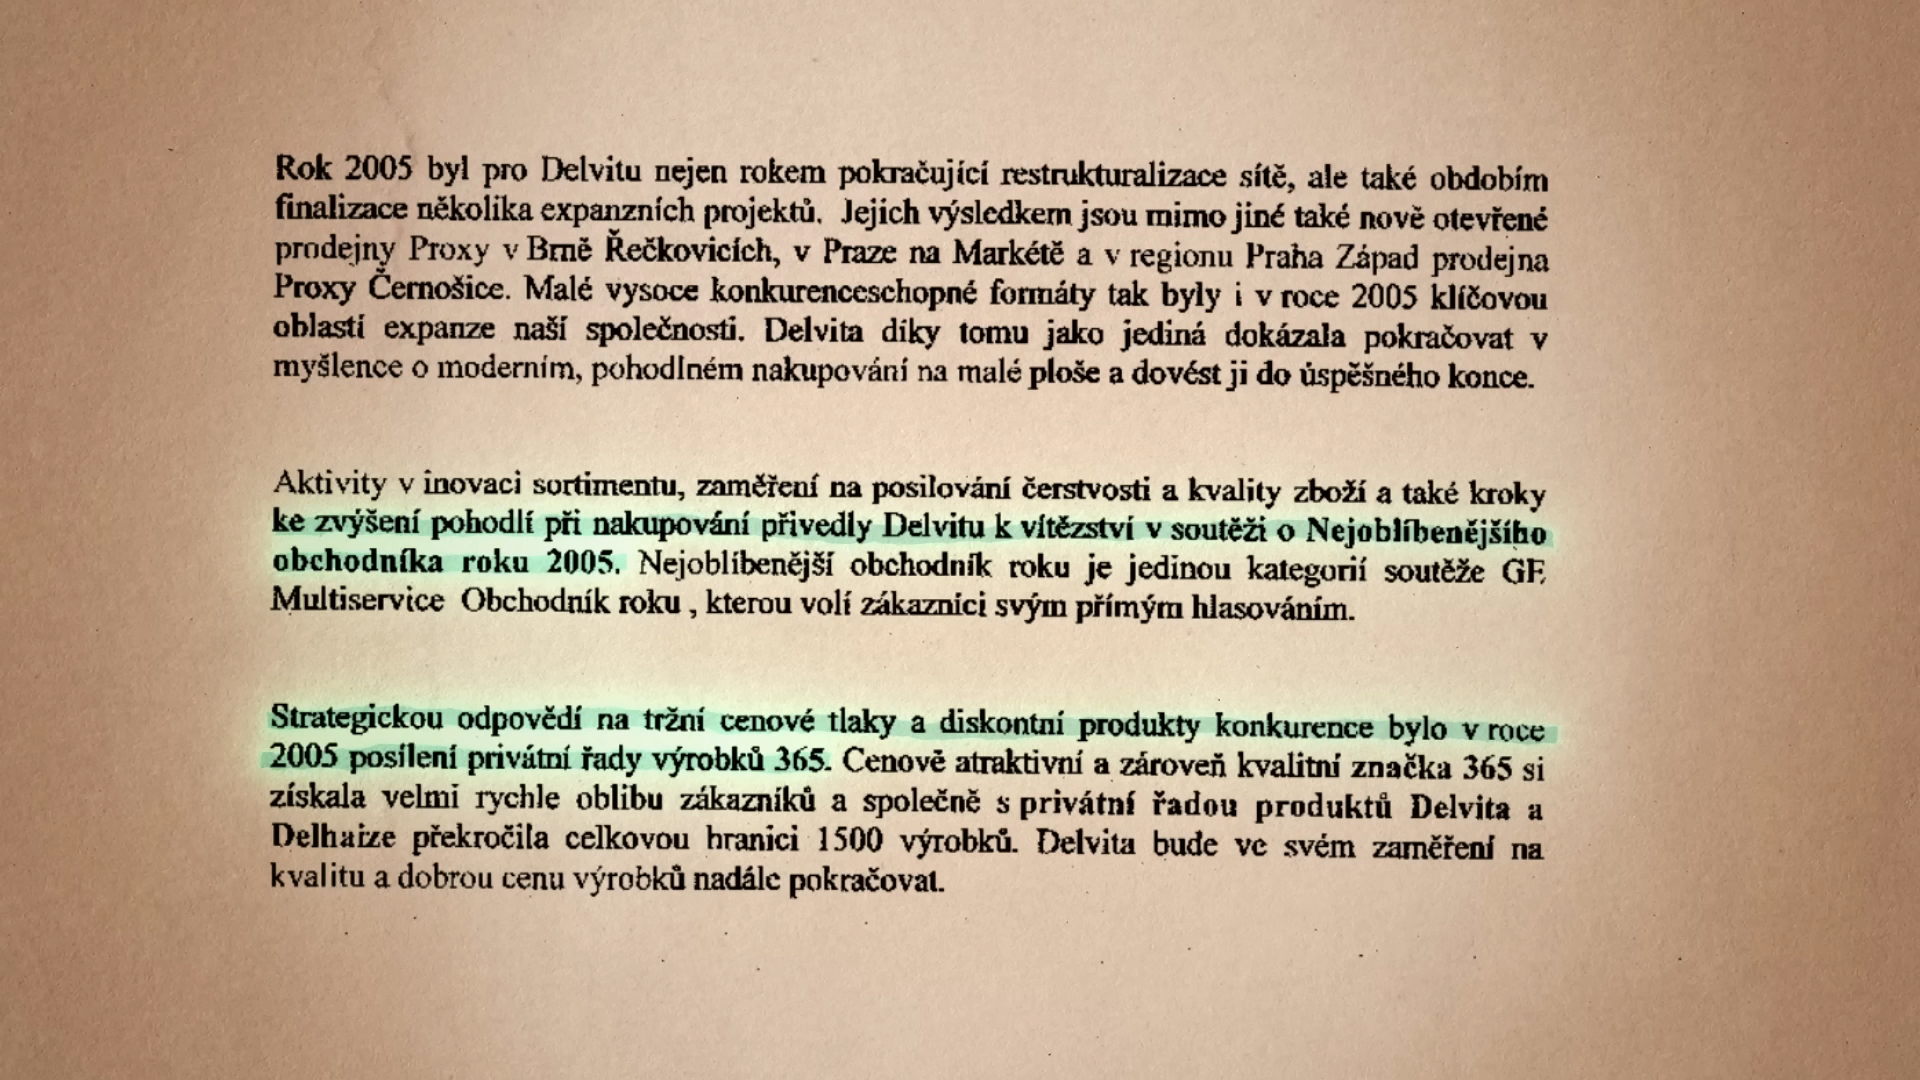 Rok 2005 byl pro Delvitu nejen rokem pokračující restrukturalizace sítě, ale také obdobím
finalizace několika expanzních projektů. Jejich výsledkem jsou mimo jiné také nově otevřené
prodejny Proxy v Brně Řečkovicích, v Praze na Markétě a v regionu Praha Západ prodejna
Proxy Černošice. Malé vysoce konkurenceschopné formáty tak byly i v roce 2005 klíčovou
oblastí expanze naší společnosti. Delvita díky tomu jako jediná dokázala pokračovat v
myšlence o moderním, pohodlném nakupování na malé ploše a dovést ji do úspěšného konce.
Aktivity v inovaci sortimentu, zaměření na posilování čerstvosti a kvality zboží a také kroky
ke zvýšení pohodlí při nakupování přivedly Delvitu k vítězství v soutěži o Nejoblíbenějšího
obchodníka roku 2005. Nejoblíbenější obchodník roku je jedinou kategorií soutěže GE
Multiservice Obchodník roku , kterou volí zákazníci svým přímým hlasováním.
Strategickou odpovědí na tržní cenové tlaky a diskontní produkty konkurence bylo v roce
2005 posílení privátní řady výrobků 365. Cenově atraktivní a zároveň kvalitní značka 365 si
získala velmi rychle oblibu zákazníků a společně s privátní řadou produktů Delvita a
Delhaize překročila celkovou hranici 1500 výrobků. Delvita bude ve svém zaměření na
kvalitu a dobrou cenu výrobků nadále pokračovat.